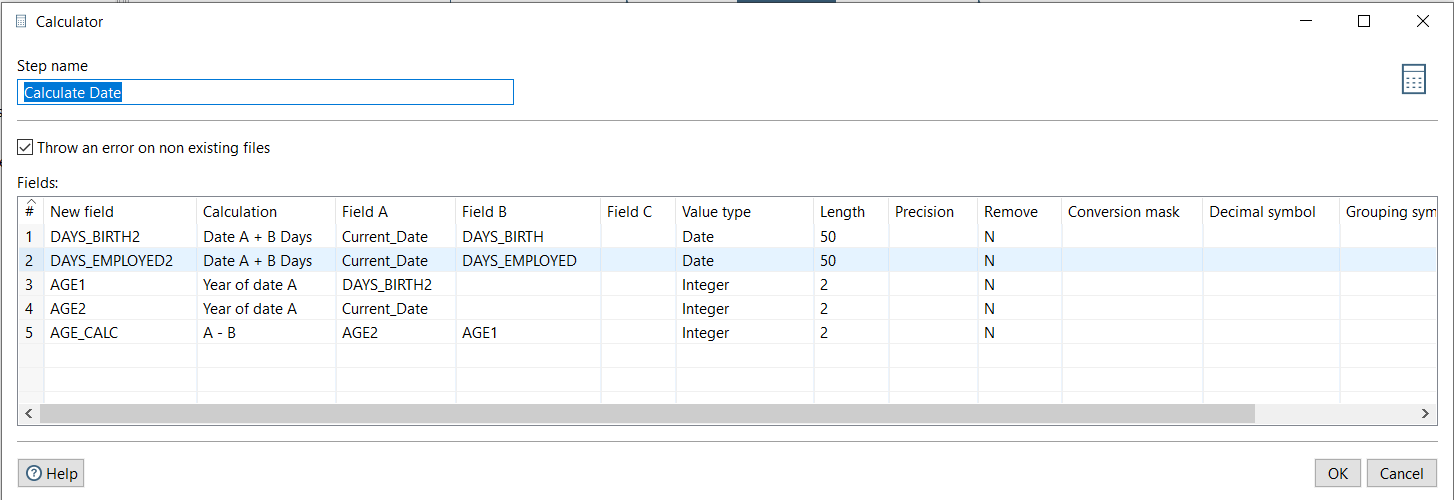 Calculator
Step name
Calculate Date
Throw an error on non existing files
Fields:
# New field Calculation Field A Field B Field C Value type Length Precision Remove Conversion mask Decimal symbol Grouping sym
1 DAYS_BIRTH2 Date A + B Days Current_Date DAYS_BIRTH Date 50 N
2 DAYS_EMPLOYED2 Date A + B Days Current_Date DAYS_EMPLOYED Date 50 N
3 AGE1 Year of date A DAYS_BIRTH2 Integer 2 N
4 AGE2 Year of date A Current_Date Integer 2 N
5 AGE_CALC A - B AGE2 AGE1 Integer 2 N
? Help OK Cancel